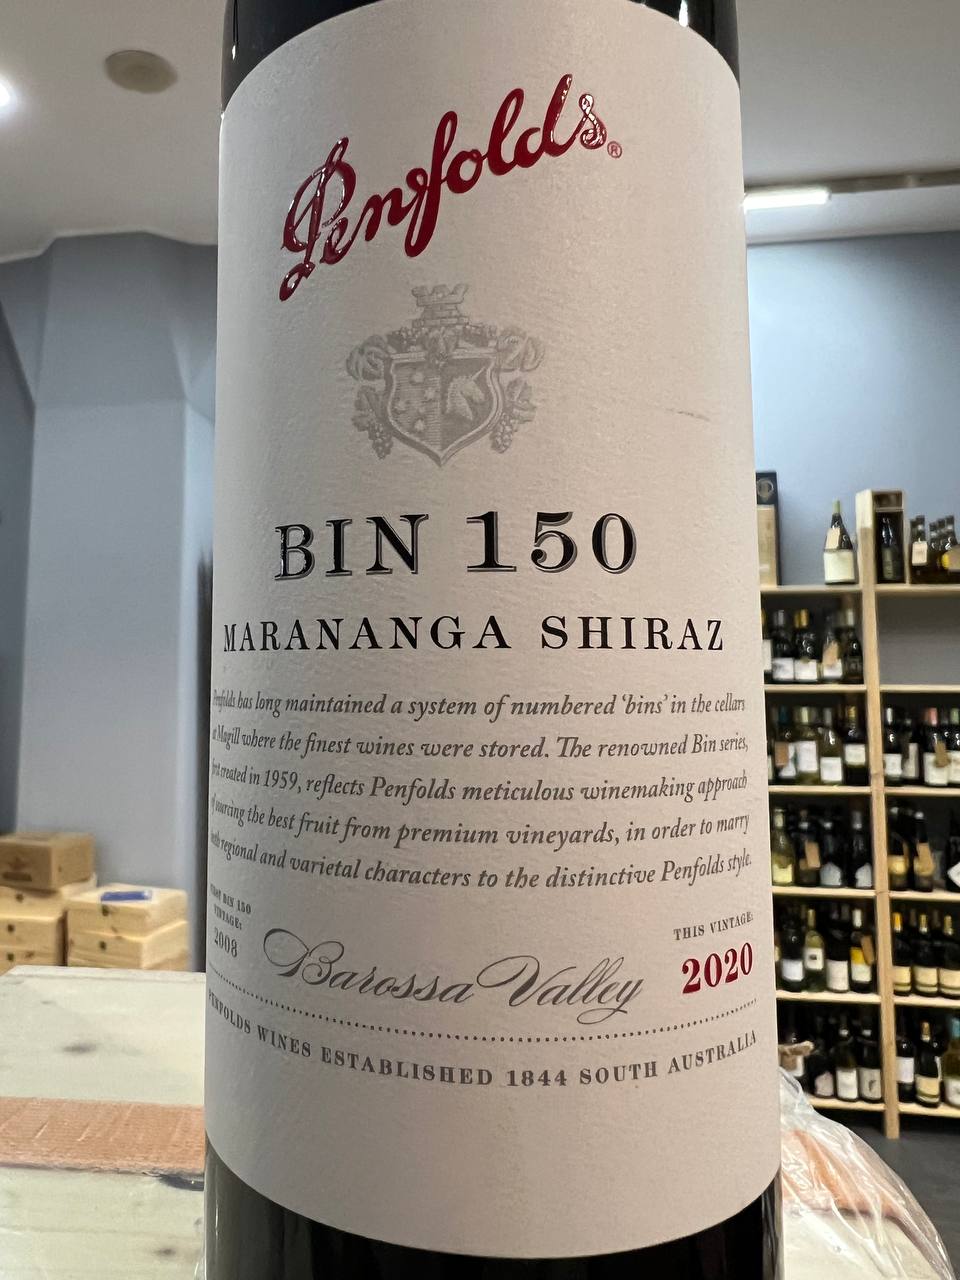 Penfolds®
BIN 150
MARANANGA SHIRAZ
Penfolds has long maintained a system of numbered ‘bins’ in the cellars
at Magill where the finest wines were stored. The renowned Bin series,
first created in 1959, reflects Penfolds meticulous winemaking approach
of sourcing the best fruit from premium vineyards, in order to marry
both regional and varietal characters to the distinctive Penfolds style.
FIRST BIN 150
VINTAGE:
2008
Barossa Valley
THIS VINTAGE:
2020
PENFOLDS WINES ESTABLISHED 1844 SOUTH AUSTRALIA